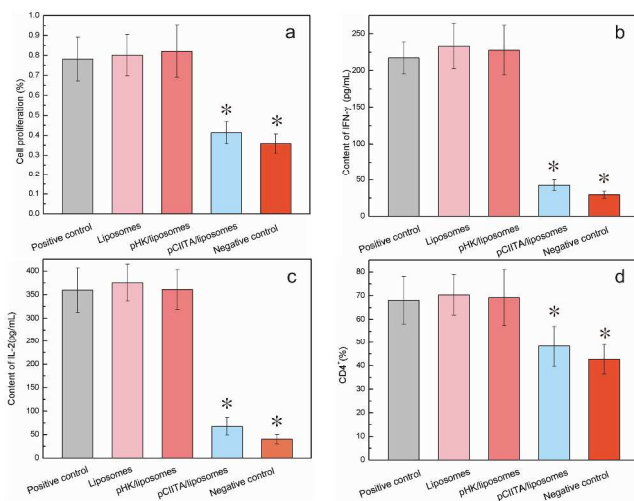 a
Cell proliferation (%)
1.0
0.9
0.8
0.7
0.6
0.5
0.4
0.3
0.2
0.1
0.0
*
*
Positive control
Liposomes
pHK/liposomes
pCIITA/liposomes
Negative control
b
Content of IFN-γ (pg/mL)
250
225
200
150
100
50
25
0
*
*
Positive control
Liposomes
pHK/liposomes
pCIITA/liposomes
Negative control
c
Content of IL-2(pg/mL)
400
350
300
250
200
150
100
50
0
*
*
Positive control
Liposomes
pHK/liposomes
pCIITA/liposomes
Negative control
d
CD4+(%)
80
70
60
50
40
30
20
10
0
*
*
Positive control
Liposomes
pHK/liposomes
pCIITA/liposomes
Negative control